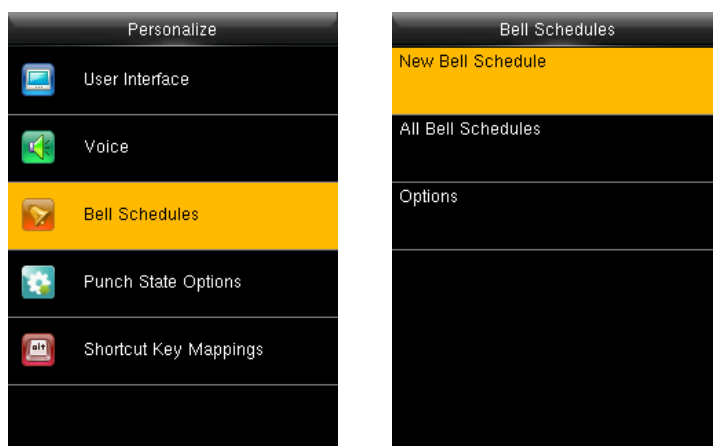 Personalize
User Interface
Voice
Bell Schedules
Punch State Options
alt
Shortcut Key Mappings
Bell Schedules
New Bell Schedule
All Bell Schedules
Options